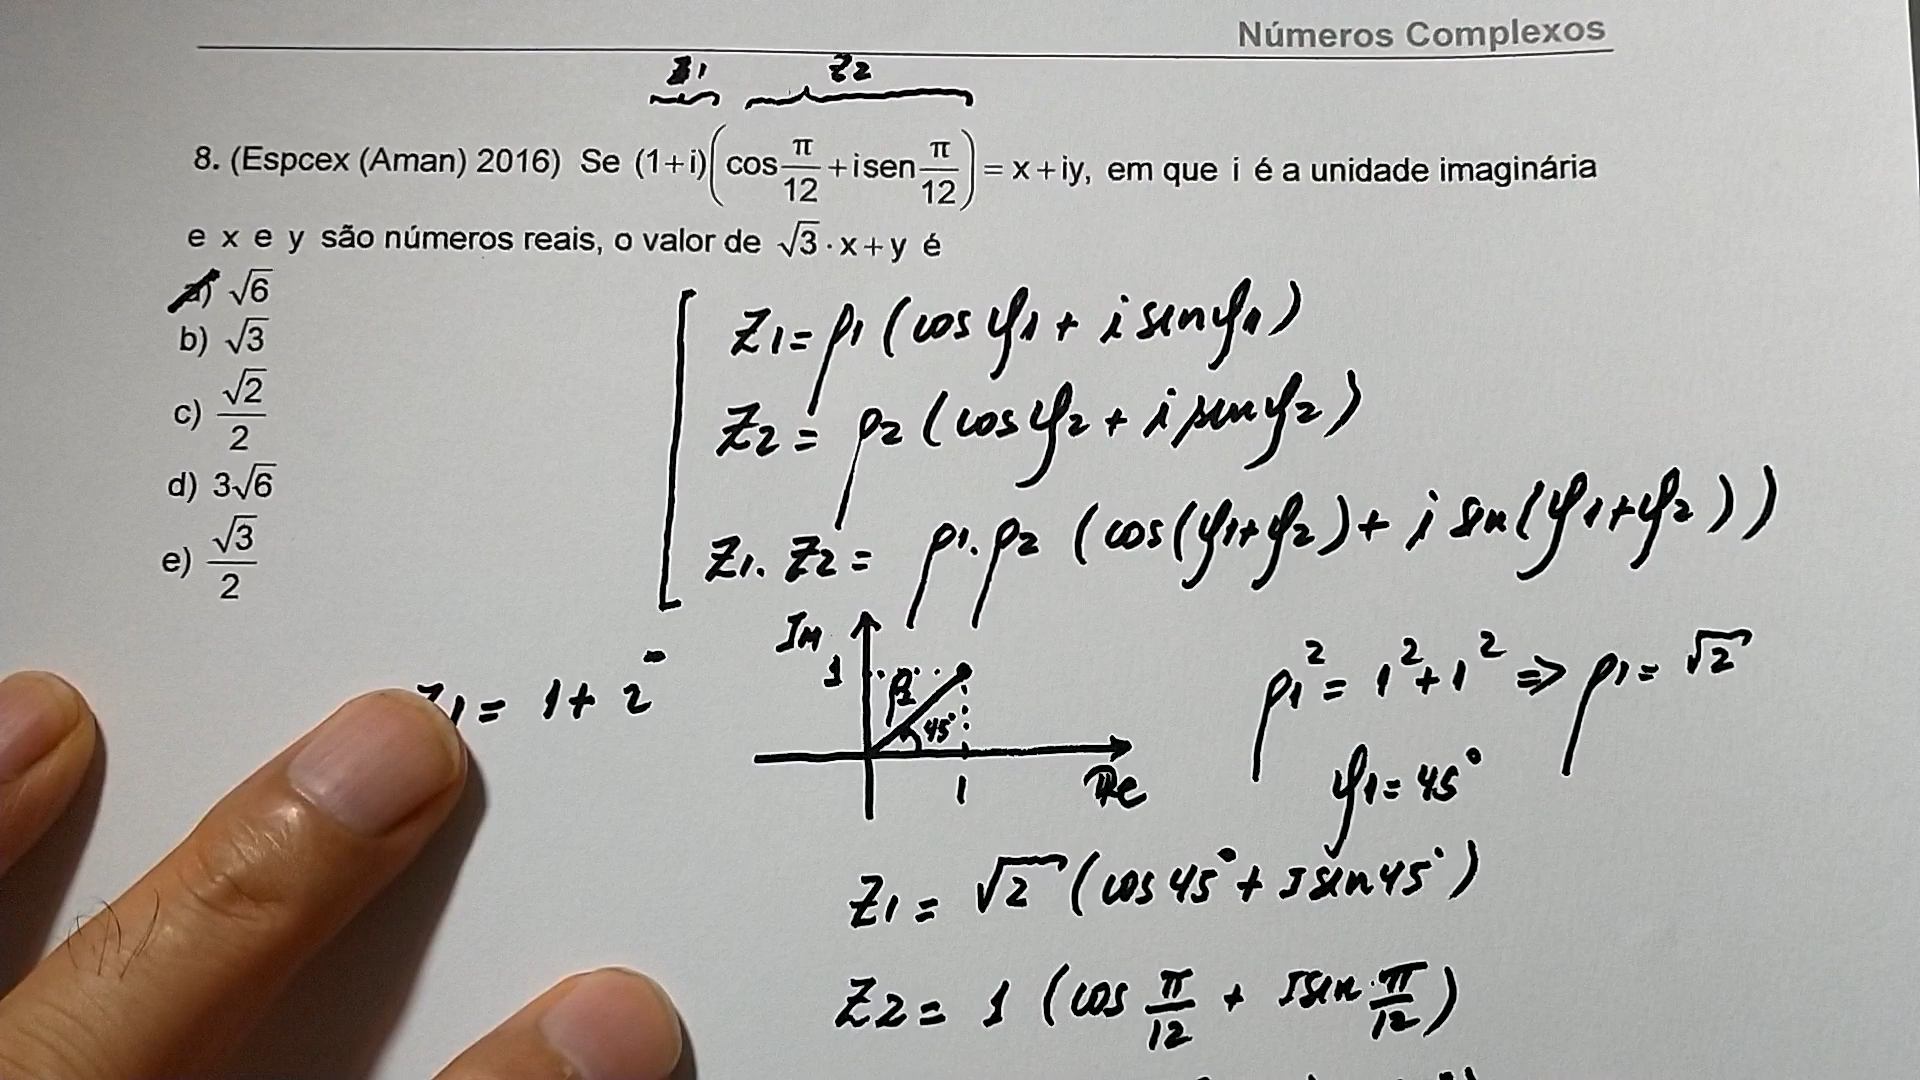 Números Complexos
z1 z2
8. (Espcex (Aman) 2016) Se (1+i)(cos π/12 + isen π/12) = x+iy, em que i é a unidade imaginária
e x e y são números reais, o valor de √3·x+y é
a) √6
b) √3
c) √2/2
d) 3√6
e) √3/2
Z1 = ρ1 (cos φ1 + i sen φ1)
Z2 = ρ2 (cos φ2 + i sen φ2)
Z1. Z2 = ρ1. ρ2 (cos(φ1+φ2) + i sen(φ1+φ2))
Im
1
45°
1
Re
Z1 = 1+i
ρ1² = 1² + 1² ⇒ ρ1 = √2
φ1 = 45°
Z1 = √2 (cos 45° + i sen 45°)
Z2 = 1 (cos π/12 + i sen π/12)